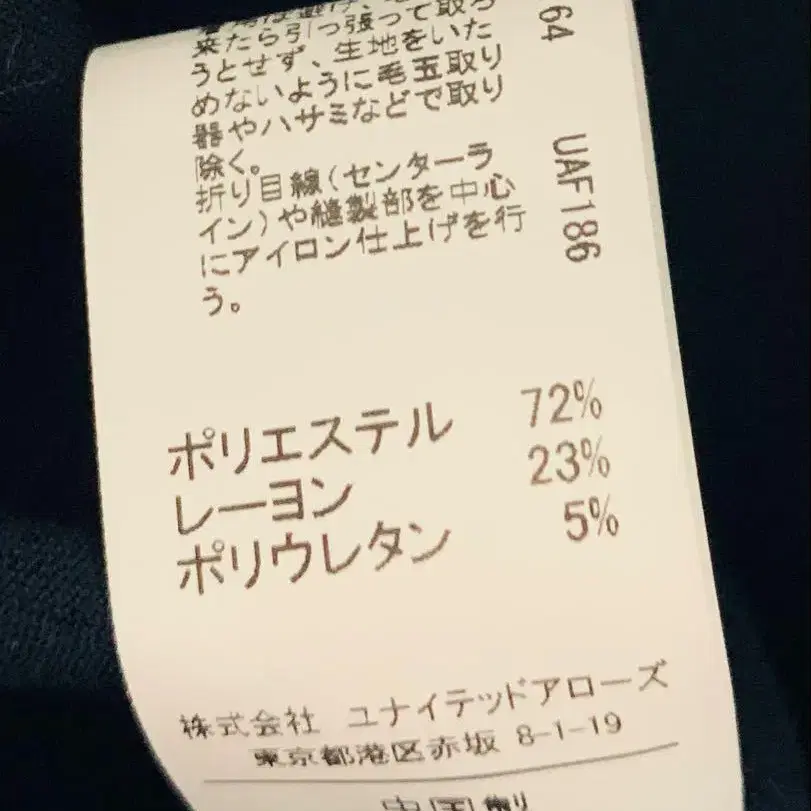 来たら引っ張って取ろ
うとせず、生地をいた
めないように毛玉取り
器やハサミなどで取り
除く。
折り目線(センターラ
イン)や縫製部を中心
にアイロン仕上げを行
う。
64 UAF186
ポリエステル 72%
レーヨン 23%
ポリウレタン 5%
株式会社 ユナイテッドアローズ
東京都港区赤坂 8-1-19
中国製